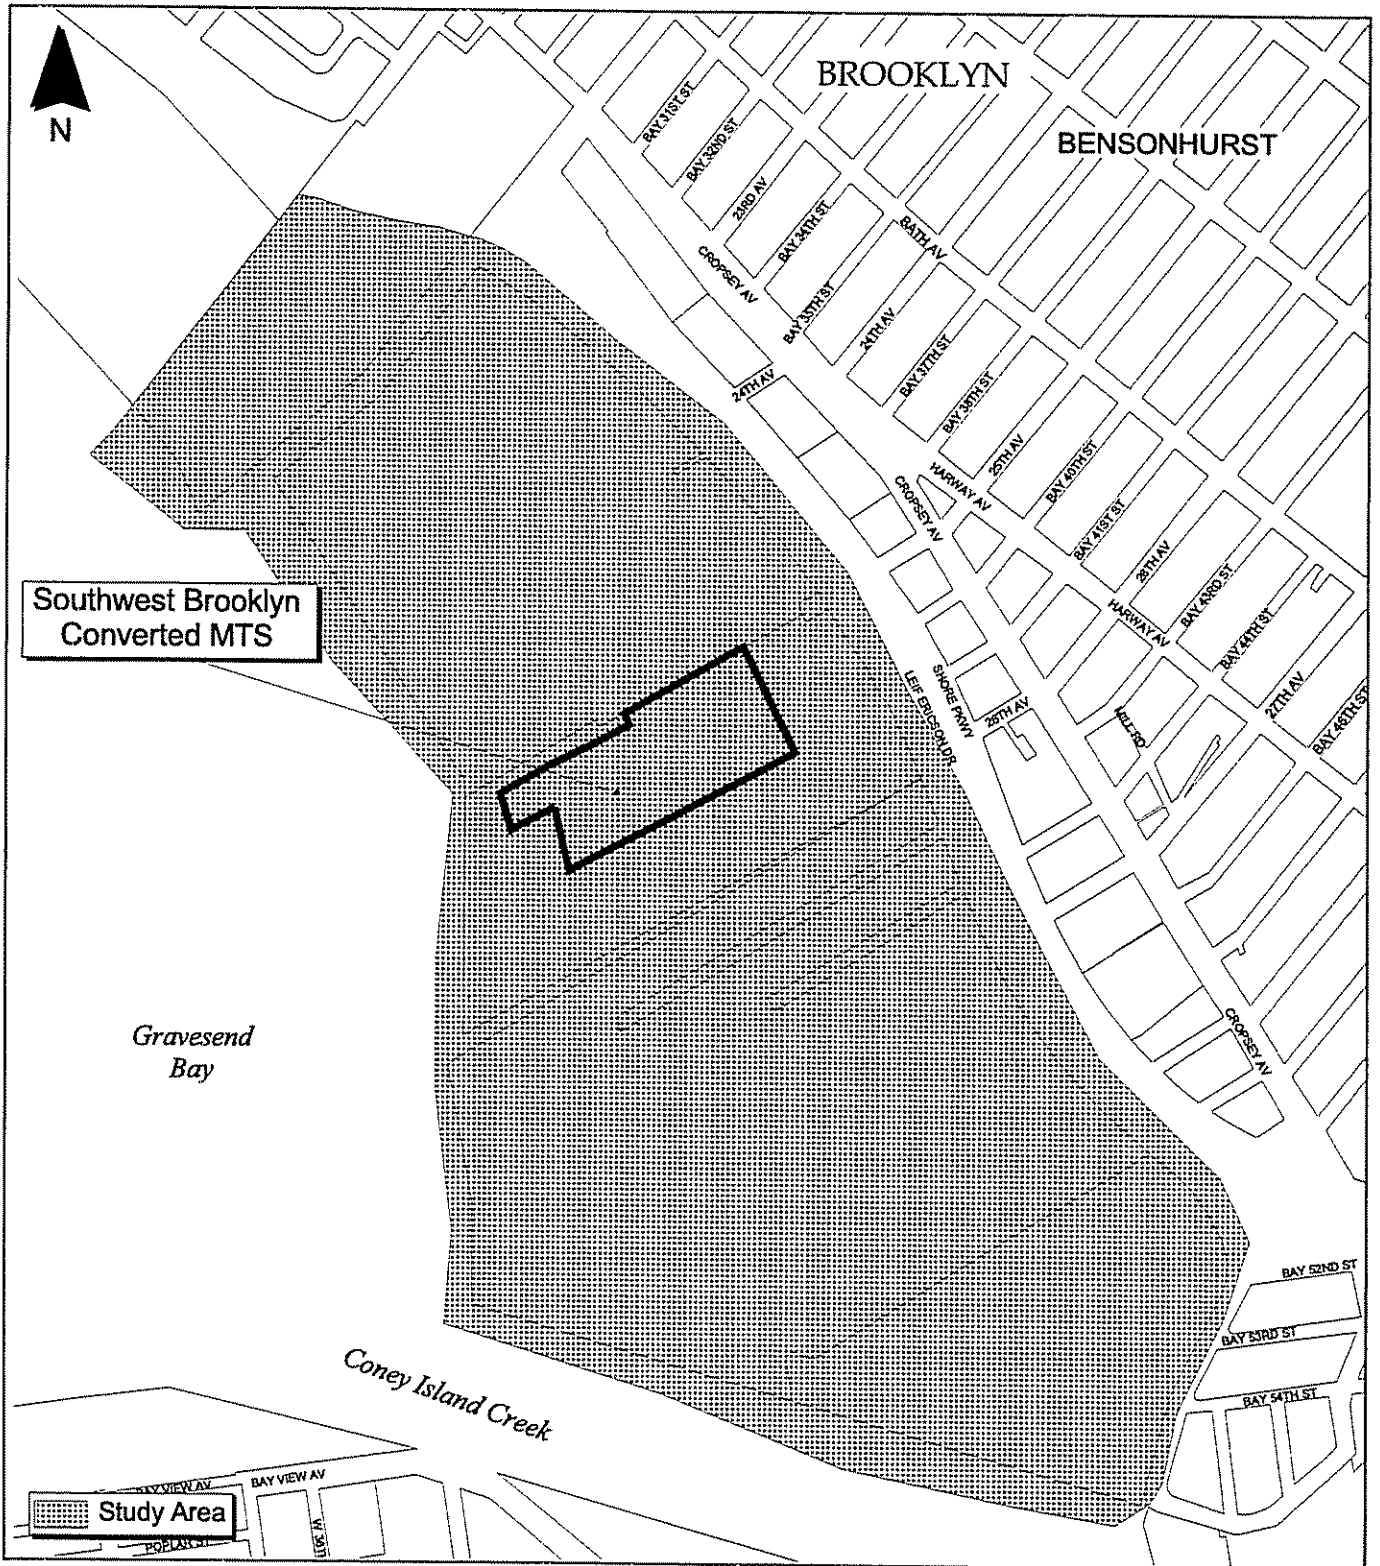 BROOKLYN
N
BENSONHURST
BAY 31ST ST
BAY 32ND ST
23RD AV
BAY 34TH ST
BATH AV
CROPSEY AV
BAY 35TH ST
24TH AV
BAY 37TH ST
24TH AV
BAY 38TH ST
25TH AV
BAY 40TH ST
HARWAY AV
CROPSEY AV
BAY 41ST ST
26TH AV
BAY 43RD ST
HARWAY AV
BAY 44TH ST
Southwest Brooklyn
Converted MTS
LEIF ERICSON DR
SHORE PKWY
26TH AV
MILL RD
27TH AV
BAY 46TH ST
Gravesend
Bay
CROPSEY AV
BAY 52ND ST
BAY 53RD ST
BAY 54TH ST
Coney Island Creek
BAY VIEW AV
BAY VIEW AV
Study Area
POPLAR ST